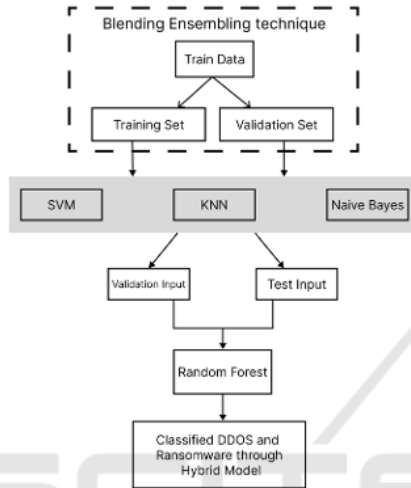 Blending Ensembling technique
Train Data
Training Set
Validation Set
SVM
KNN
Naive Bayes
Validation Input
Test Input
Random Forest
Classified DDOS and
Ransomware through
Hybrid Model